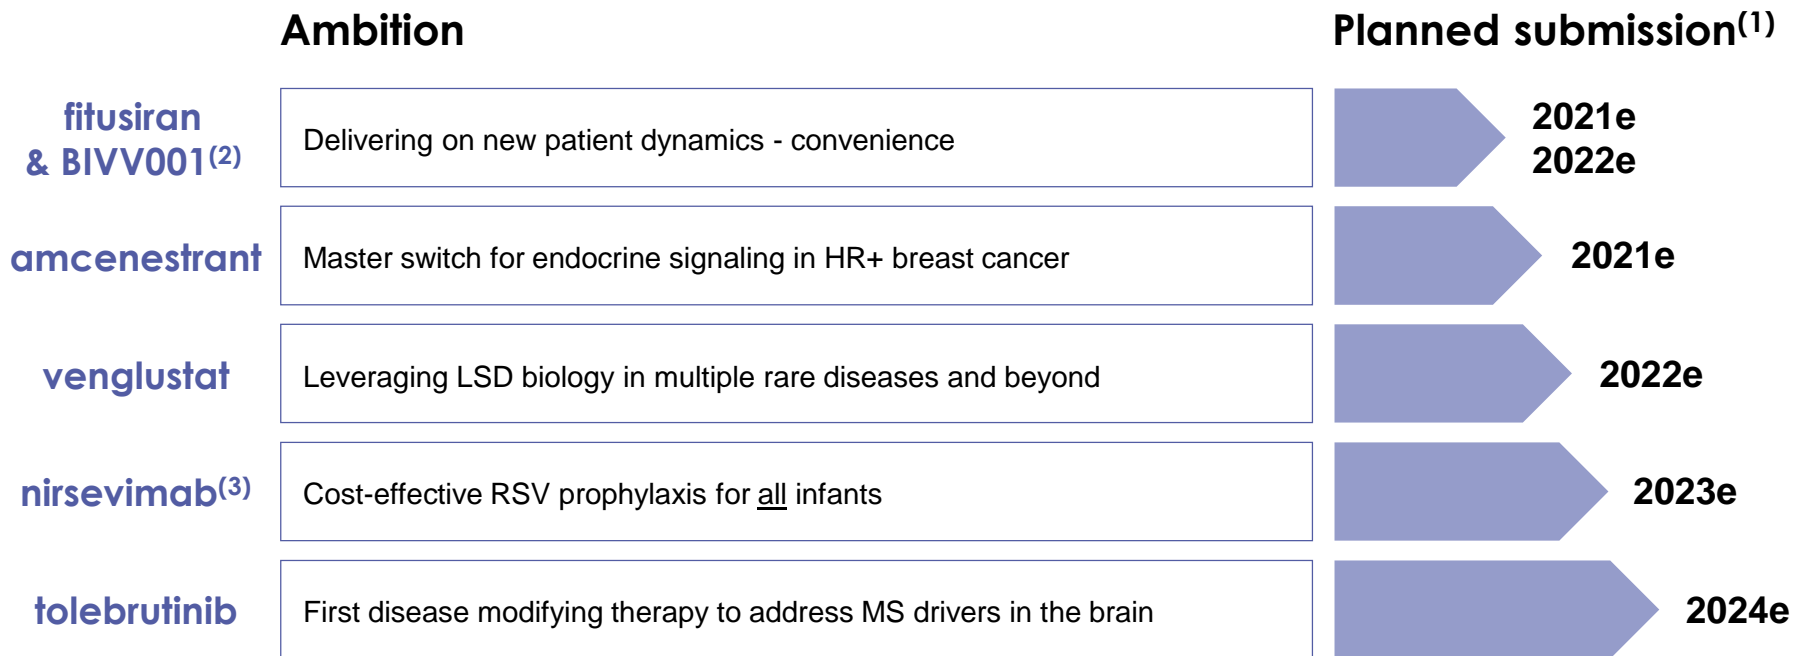 Ambition
Planned submission(1)
fitusiran
& BIVV001(2)
Delivering on new patient dynamics - convenience
2021e
2022e
amcenestrant
Master switch for endocrine signaling in HR+ breast cancer
2021e
venglustat
Leveraging LSD biology in multiple rare diseases and beyond
2022e
nirsevimab(3)
Cost-effective RSV prophylaxis for all infants
2023e
tolebrutinib
First disease modifying therapy to address MS drivers in the brain
2024e